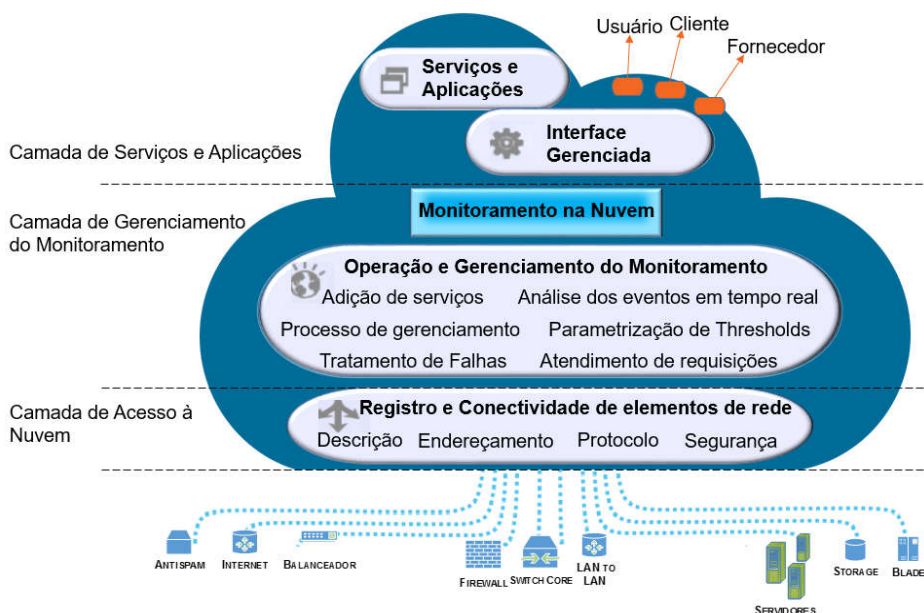 Usuário
Cliente
Fornecedor
Serviços e
Aplicações
Interface
Gerenciada
Camada de Serviços e Aplicações
Camada de Gerenciamento
do Monitoramento
Monitoramento na Nuvem
Operação e Gerenciamento do Monitoramento
Adição de serviços
Análise dos eventos em tempo real
Processo de gerenciamento
Parametrização de Thresholds
Tratamento de Falhas
Atendimento de requisições
Camada de Acesso à
Nuvem
Registro e Conectividade de elementos de rede
Descrição
Endereçamento
Protocolo
Segurança
ANTISPAM
INTERNET
BALANCEADOR
FIREWALL
SWITCH CORE
LAN TO
LAN
SERVIDORES
STORAGE
BLADE